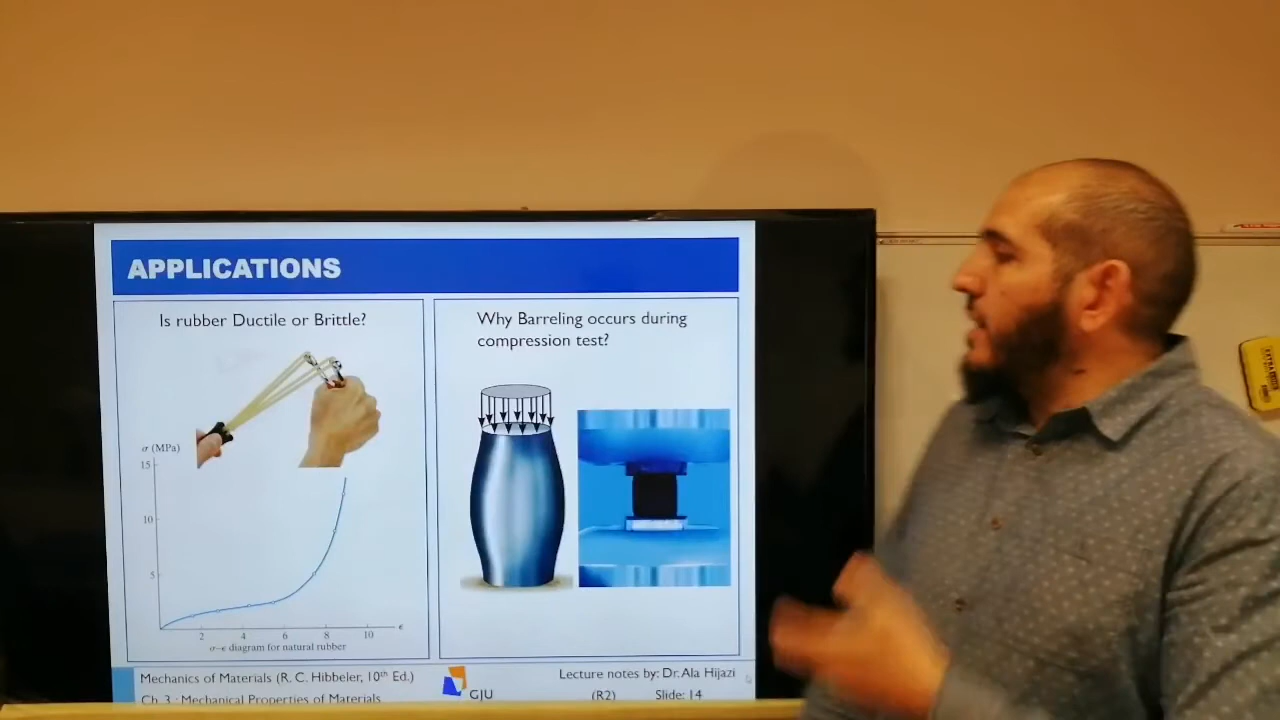 APPLICATIONS
Is rubber Ductile or Brittle?
σ (MPa)
15
10
5
2 4 6 8 10 ϵ
σ–ϵ diagram for natural rubber
Why Barreling occurs during
compression test?
Mechanics of Materials (R. C. Hibbeler, 10th Ed.)
Ch. 3 : Mechanical Properties of Materials
GJU
Lecture notes by: Dr. Ala Hijazi
(R2) Slide: 14